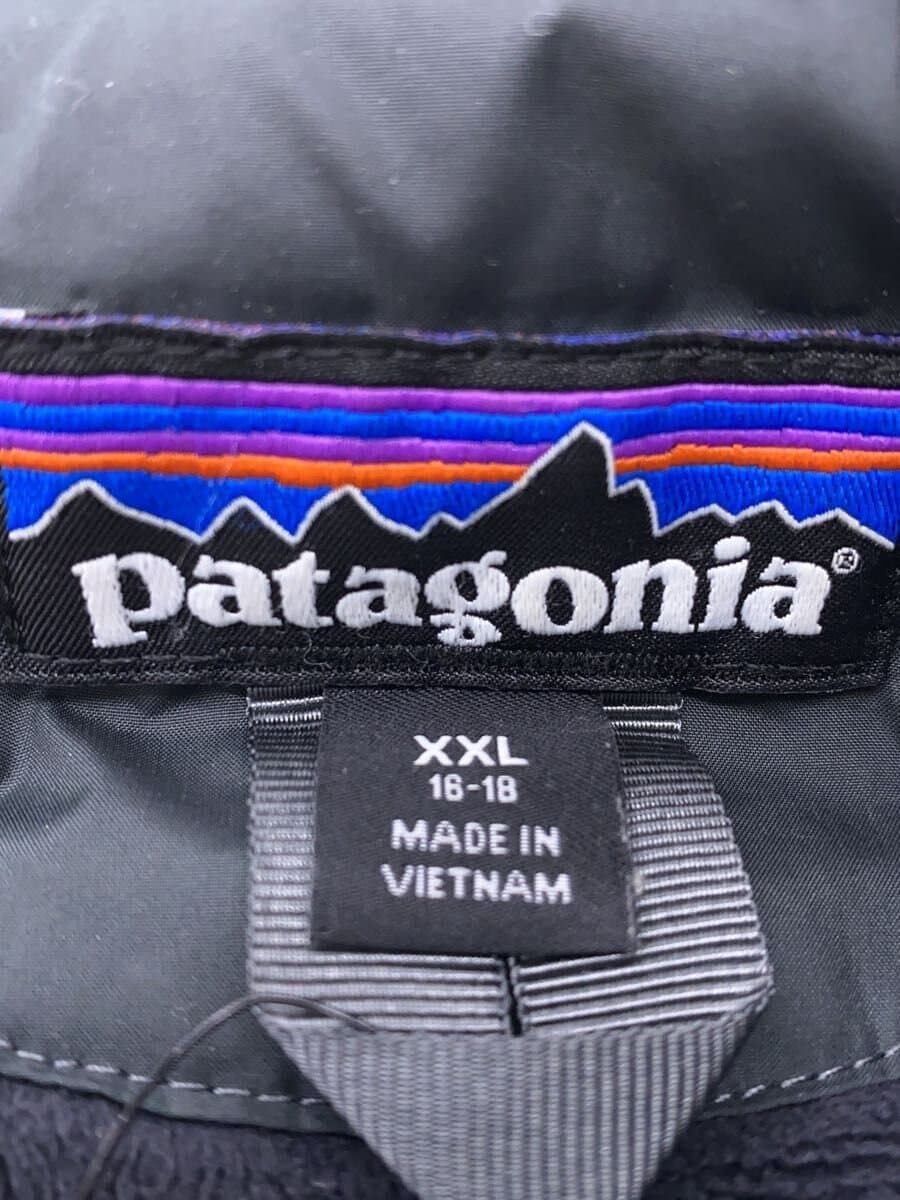 patagonia®
XXL
16-18
MADE IN
VIETNAM